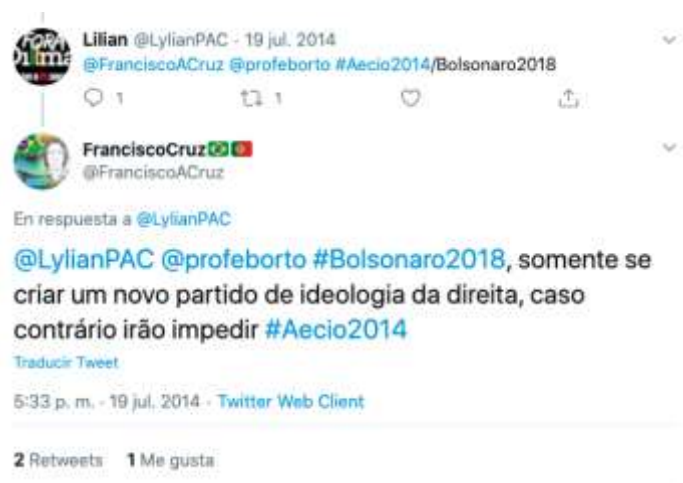 FORA
Dilma
Lilian @LylianPAC - 19 jul. 2014
@FranciscoACruz @profeborto #Aecio2014/Bolsonaro2018
1 1
FranciscoCruz
@FranciscoACruz
En respuesta a @LylianPAC
@LylianPAC @profeborto #Bolsonaro2018, somente se
criar um novo partido de ideologia da direita, caso
contrário irão impedir #Aecio2014
Traducir Tweet
5:33 p. m. - 19 jul. 2014 - Twitter Web Client
2 Retweets 1 Me gusta